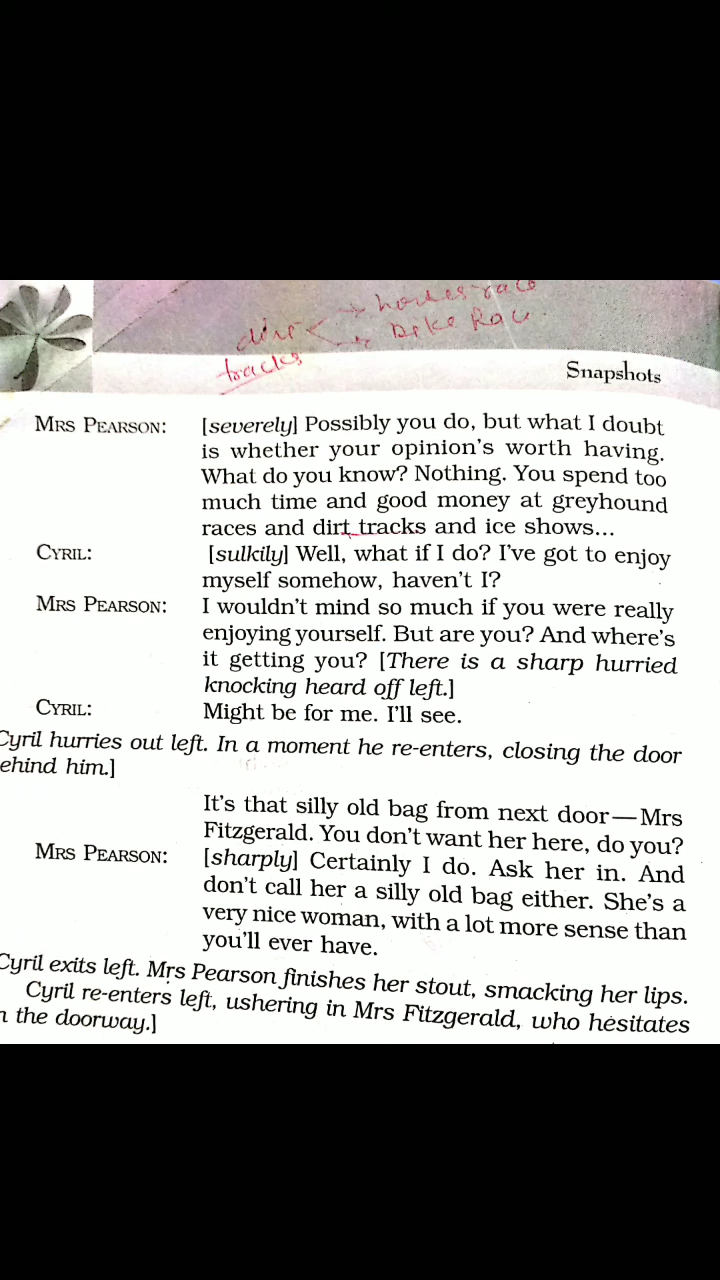 dirt → horse race
tracks → Bike Race
Snapshots
MRS PEARSON: [severely] Possibly you do, but what I doubt
is whether your opinion's worth having.
What do you know? Nothing. You spend too
much time and good money at greyhound
races and dirt tracks and ice shows...
CYRIL: [sulkily] Well, what if I do? I've got to enjoy
myself somehow, haven't I?
MRS PEARSON: I wouldn't mind so much if you were really
enjoying yourself. But are you? And where's
it getting you? [There is a sharp hurried
knocking heard off left.]
CYRIL: Might be for me. I'll see.
Cyril hurries out left. In a moment he re-enters, closing the door
ehind him.]
It's that silly old bag from next door—Mrs
Fitzgerald. You don't want her here, do you?
MRS PEARSON: [sharply] Certainly I do. Ask her in. And
don't call her a silly old bag either. She's a
very nice woman, with a lot more sense than
you'll ever have.
Cyril exits left. Mrs Pearson finishes her stout, smacking her lips.
Cyril re-enters left, ushering in Mrs Fitzgerald, who hesitates
n the doorway.]